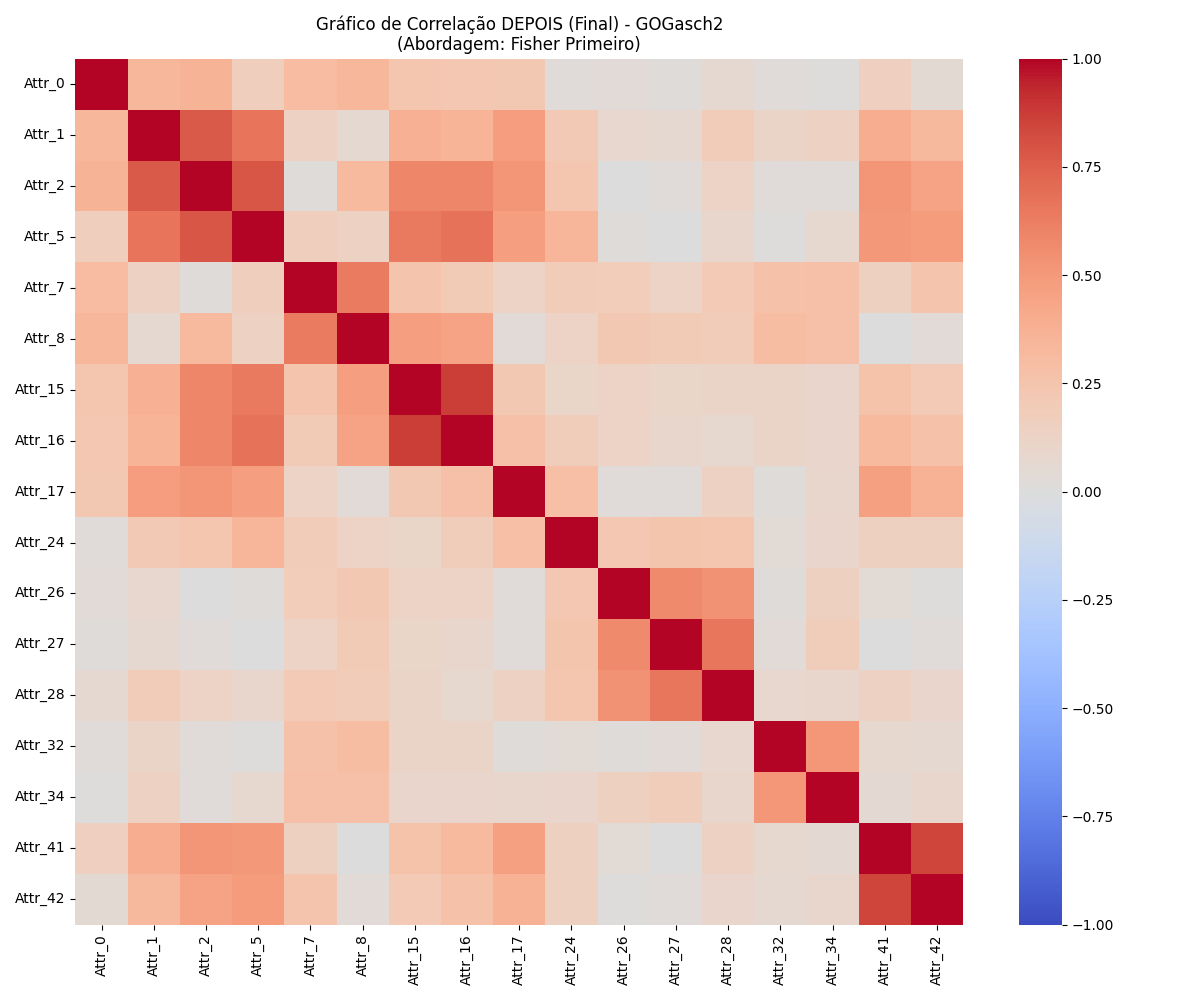 Gráfico de Correlação DEPOIS (Final) - GOGasch2
(Abordagem: Fisher Primeiro)
Attr_0
Attr_1
Attr_2
Attr_5
Attr_7
Attr_8
Attr_15
Attr_16
Attr_17
Attr_24
Attr_26
Attr_27
Attr_28
Attr_32
Attr_34
Attr_41
Attr_42
Attr_0
Attr_1
Attr_2
Attr_5
Attr_7
Attr_8
Attr_15
Attr_16
Attr_17
Attr_24
Attr_26
Attr_27
Attr_28
Attr_32
Attr_34
Attr_41
Attr_42
1.00
0.75
0.50
0.25
0.00
−0.25
−0.50
−0.75
−1.00